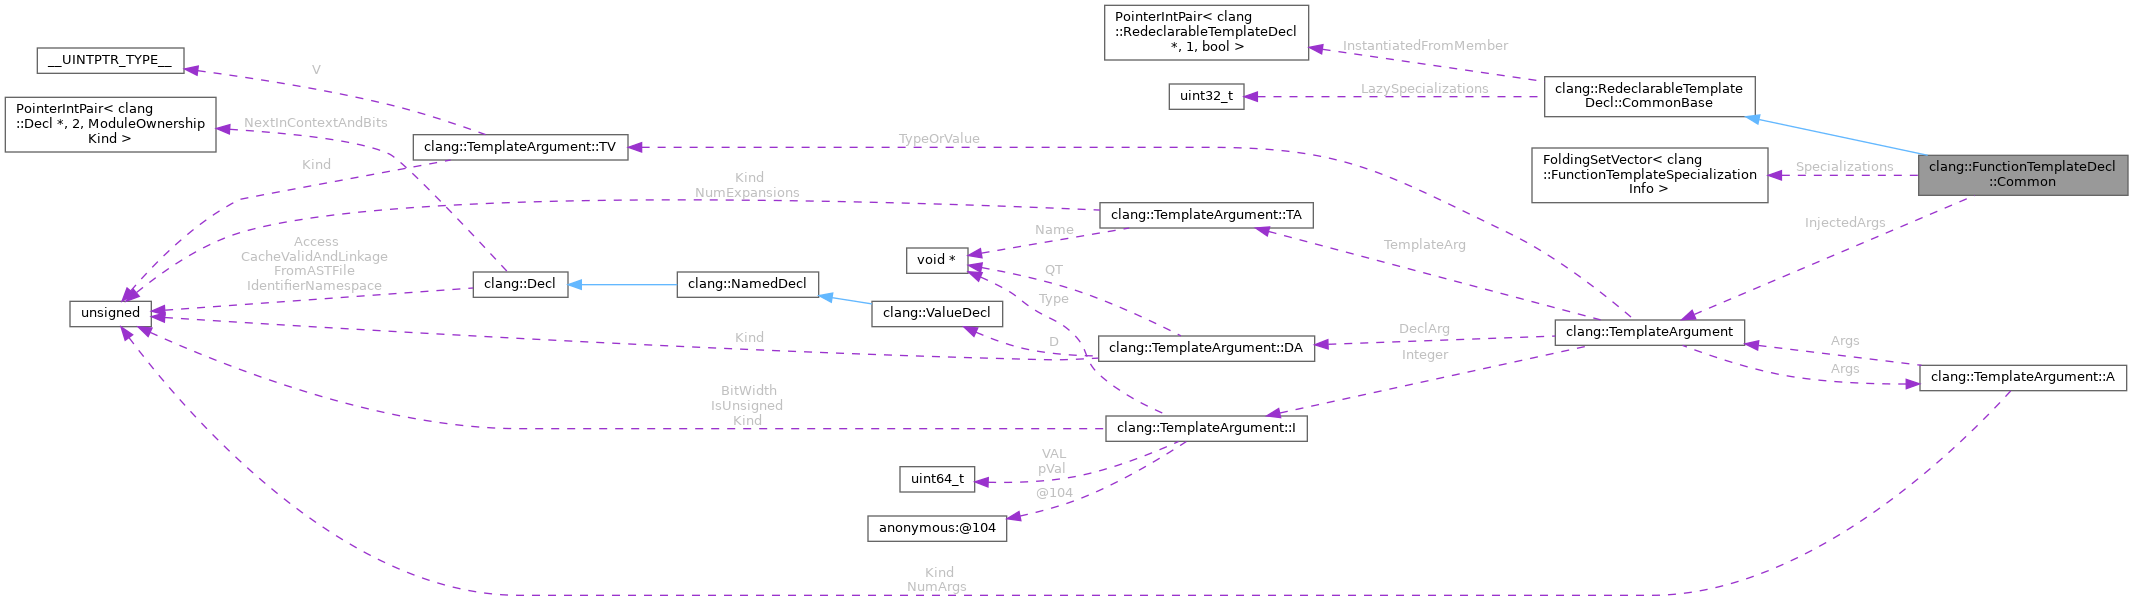 PointerIntPair< clang
::RedeclarableTemplateDecl
*, 1, bool >
InstantiatedFromMember
__UINTPTR_TYPE__
V
uint32_t
LazySpecializations
clang::RedeclarableTemplate
Decl::CommonBase
PointerIntPair< clang
::Decl *, 2, ModuleOwnership
Kind >
NextInContextAndBits
clang::TemplateArgument::TV
TypeOrValue
FoldingSetVector< clang
::FunctionTemplateSpecialization
Info >
Specializations
clang::FunctionTemplateDecl
::Common
Kind
Kind
NumExpansions
clang::TemplateArgument::TA
InjectedArgs
Name
TemplateArg
Access
CacheValidAndLinkage
FromASTFile
IdentifierNamespace
void *
QT
clang::Decl
clang::NamedDecl
Type
unsigned
clang::ValueDecl
clang::TemplateArgument
Kind
D
clang::TemplateArgument::DA
DeclArg
Integer
Args
Args
clang::TemplateArgument::A
BitWidth
IsUnsigned
Kind
clang::TemplateArgument::I
VAL
pVal
uint64_t
@104
anonymous:@104
Kind
NumArgs